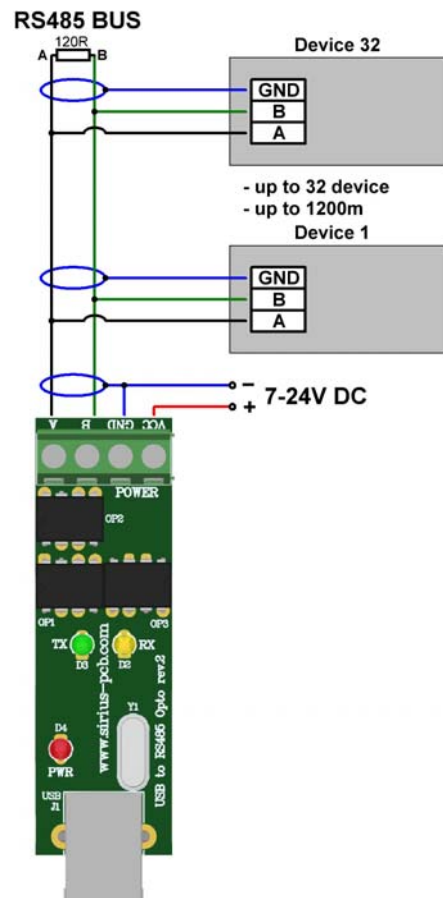 RS485 BUS
A 120R B
Device 32
GND
B
A
- up to 32 device
- up to 1200m
Device 1
GND
B
A
- 7-24V DC
+
A B GND VCC
POWER
OP2
OP1 OP3
TX D3 D2 RX
www.sirius-pcb.com
USB to RS485 Opto rev.2
Y1
D4
PWR
USB
J1